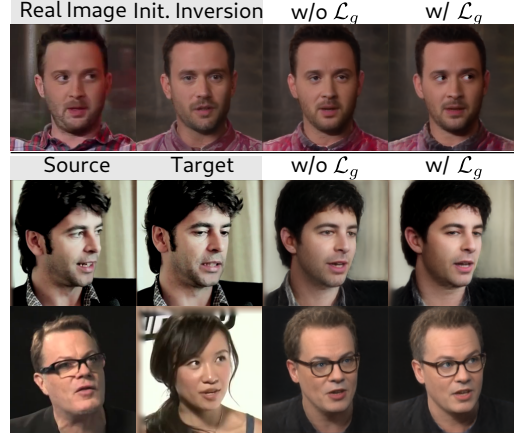 Real Image Init. Inversion w/o ℒg w/ ℒg
Source Target w/o ℒg w/ ℒg